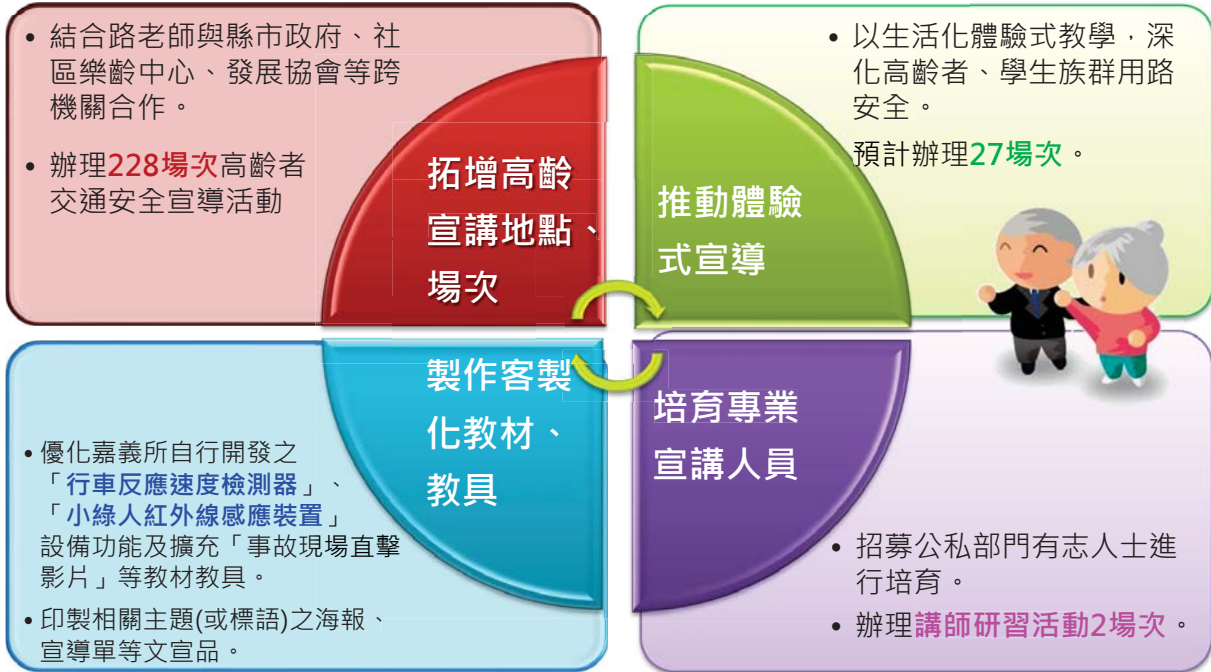 • 結合路老師與縣市政府、社
區樂齡中心、發展協會等跨
機關合作。
• 辦理228場次高齡者
交通安全宣導活動
拓增高齡
宣講地點、
場次
• 以生活化體驗式教學，深
化高齡者、學生族群用路
安全。
預計辦理27場次。
推動體驗
式宣導
• 優化嘉義所自行開發之
「行車反應速度檢測器」、
「小綠人紅外線感應裝置」
設備功能及擴充「事故現場直擊
影片」等教材教具。
• 印製相關主題(或標語)之海報、
宣導單等文宣品。
製作客製
化教材、
教具
培育專業
宣講人員
• 招募公私部門有志人士進
行培育。
• 辦理講師研習活動2場次。